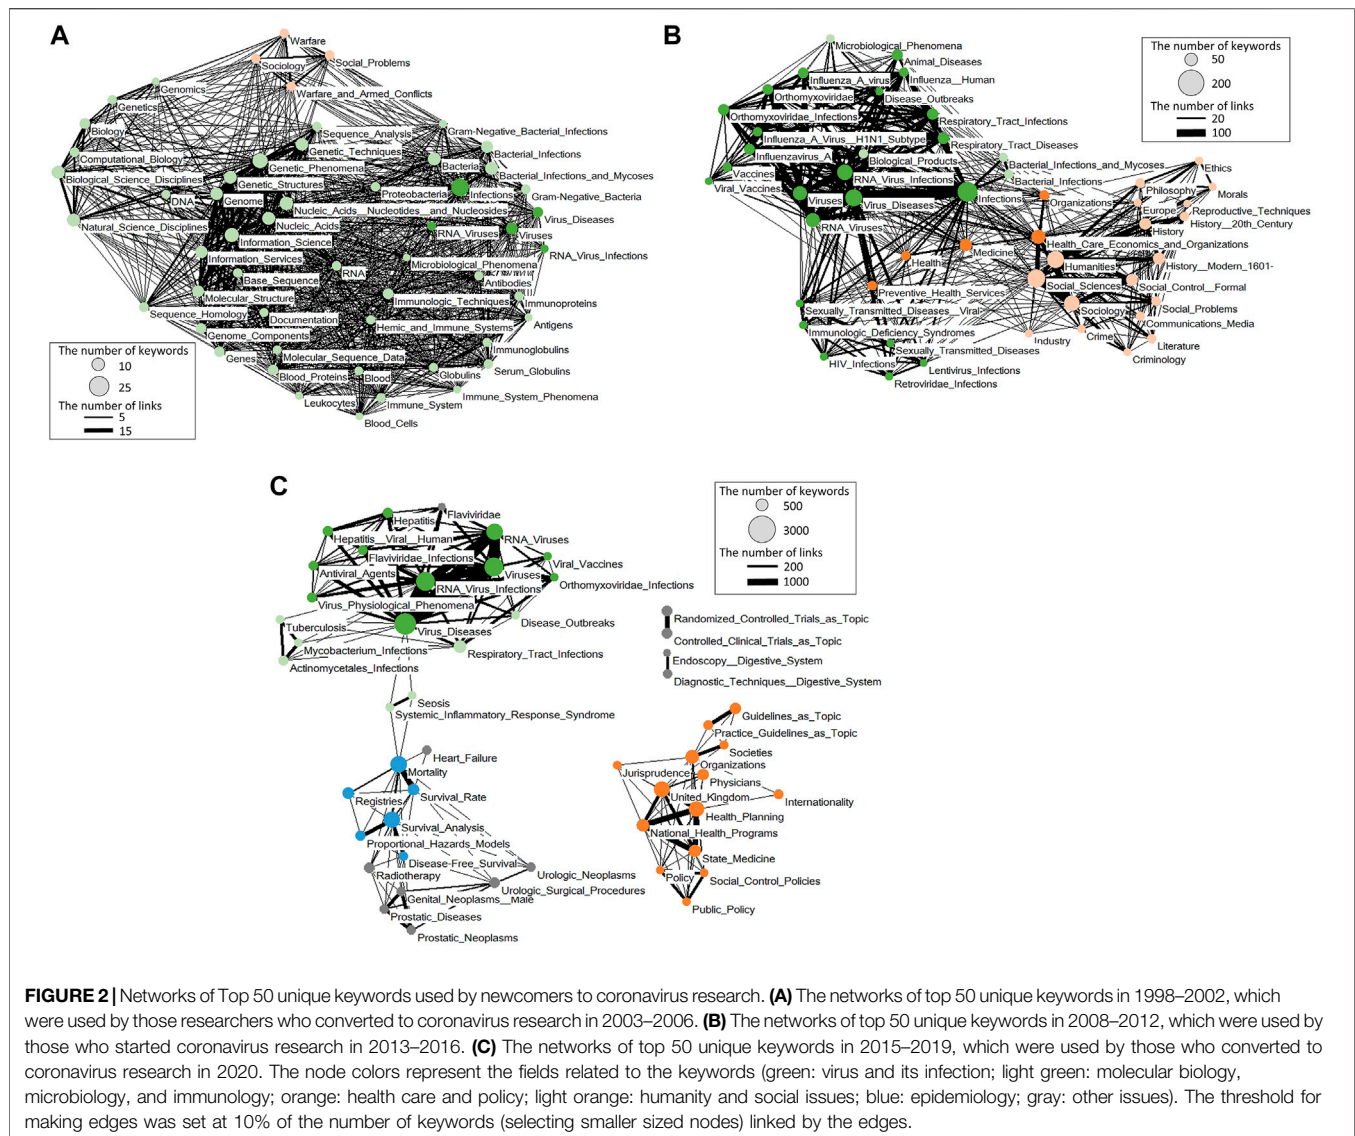 A
Warfare
Sociology
Social_Problems
Warfare_and_Armed_Conflicts
Genomics
Genetics
Biology
Computational_Biology
Biological_Science_Disciplines
DNA
Natural_Science_Disciplines
Sequence_Analysis
Genetic_Techniques
Genetic_Phenomena
Genetic_Structures
Genome
Nucleic_Acids__Nucleotides__and_Nucleosides
Nucleic_Acids
Information_Science
Information_Services
Base_Sequence
RNA
Molecular_Structure
Sequence_Homology
Documentation
Genome_Components
Genes
Molecular_Sequence_Data
Blood_Proteins
Blood
Leukocytes
Immune_System
Blood_Cells
Gram-Negative_Bacterial_Infections
Bacterial_Infections
Bacteria
Bacterial_Infections_and_Mycoses
Proteobacteria
Infections
Gram-Negative_Bacteria
Virus_Diseases
RNA_Viruses
Viruses
RNA_Virus_Infections
Microbiological_Phenomena
Antibodies
Immunologic_Techniques
Immunoproteins
Hemic_and_Immune_Systems
Antigens
Immunoglobulins
Globulins
Serum_Globulins
Immune_System_Phenomena
The number of keywords
10
25
The number of links
5
15
B
Microbiological_Phenomena
Animal_Diseases
Influenza_A_virus
Influenza__Human
Orthomyxoviridae
Disease_Outbreaks
Orthomyxoviridae_Infections
Respiratory_Tract_Infections
Influenza_A_Virus__H1N1_Subtype
Respiratory_Tract_Diseases
Influenzavirus_A
Biological_Products
Bacterial_Infections_and_Mycoses
Vaccines
RNA_Virus_Infections
Bacterial_Infections
Viral_Vaccines
Viruses
Virus_Diseases
Infections
RNA_Viruses
Organizations
Ethics
Philosophy
Morals
Europe
Reproductive_Techniques
History
History__20th_Century
Health_Care_Economics_and_Organizations
Medicine
Health
Humanities
History__Modern_1601-
Preventive_Health_Services
Social_Sciences
Social_Control__Formal
Sexually_Transmitted_Diseases__Viral
Sociology
Social_Problems
Communications_Media
Immunologic_Deficiency_Syndromes
Industry
Crime
Literature
Sexually_Transmitted_Diseases
Criminology
HIV_Infections
Lentivirus_Infections
Retroviridae_Infections
The number of keywords
50
200
The number of links
20
100
C
Hepatitis
Flaviviridae
Hepatitis__Viral__Human
RNA_Viruses
Flaviviridae_Infections
Viral_Vaccines
Antiviral_Agents
Viruses
RNA_Virus_Infections
Orthomyxoviridae_Infections
Virus_Physiological_Phenomena
Tuberculosis
Virus_Diseases
Disease_Outbreaks
Mycobacterium_Infections
Respiratory_Tract_Infections
Actinomycetales_Infections
Sepsis
Systemic_Inflammatory_Response_Syndrome
Heart_Failure
Mortality
Registries
Survival_Rate
Survival_Analysis
Proportional_Hazards_Models
Disease-Free_Survival
Radiotherapy
Urologic_Neoplasms
Urologic_Surgical_Procedures
Genital_Neoplasms__Male
Prostatic_Diseases
Prostatic_Neoplasms
The number of keywords
500
3000
The number of links
200
1000
Randomized_Controlled_Trials_as_Topic
Controlled_Clinical_Trials_as_Topic
Endoscopy__Digestive_System
Diagnostic_Techniques__Digestive_System
Guidelines_as_Topic
Practice_Guidelines_as_Topic
Societies
Organizations
Jurisprudence
Physicians
United_Kingdom
Internationality
Health_Planning
National_Health_Programs
State_Medicine
Policy
Social_Control_Policies
Public_Policy
FIGURE 2 | Networks of Top 50 unique keywords used by newcomers to coronavirus research. (A) The networks of top 50 unique keywords in 1998–2002, which
were used by those researchers who converted to coronavirus research in 2003–2006. (B) The networks of top 50 unique keywords in 2008–2012, which were used by
those who started coronavirus research in 2013–2016. (C) The networks of top 50 unique keywords in 2015–2019, which were used by those who converted to
coronavirus research in 2020. The node colors represent the fields related to the keywords (green: virus and its infection; light green: molecular biology,
microbiology, and immunology; orange: health care and policy; light orange: humanity and social issues; blue: epidemiology; gray: other issues). The threshold for
making edges was set at 10% of the number of keywords (selecting smaller sized nodes) linked by the edges.